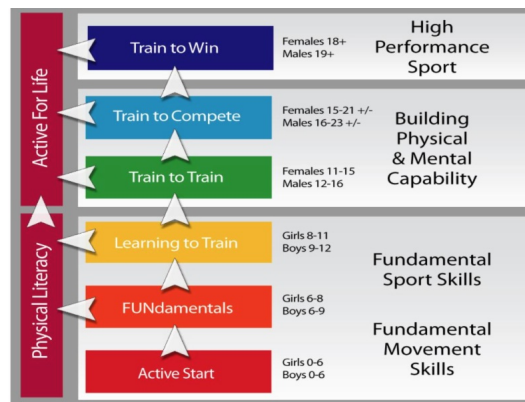 Active For Life
Physical Literacy
Train to Win
Females 18+
Males 19+
High
Performance
Sport
Train to Compete
Females 15-21 +/-
Males 16-23 +/-
Building
Physical
& Mental
Capability
Train to Train
Females 11-15
Males 12-16
Learning to Train
Girls 8-11
Boys 9-12
Fundamental
Sport Skills
FUNdamentals
Girls 6-8
Boys 6-9
Fundamental
Movement
Skills
Active Start
Girls 0-6
Boys 0-6